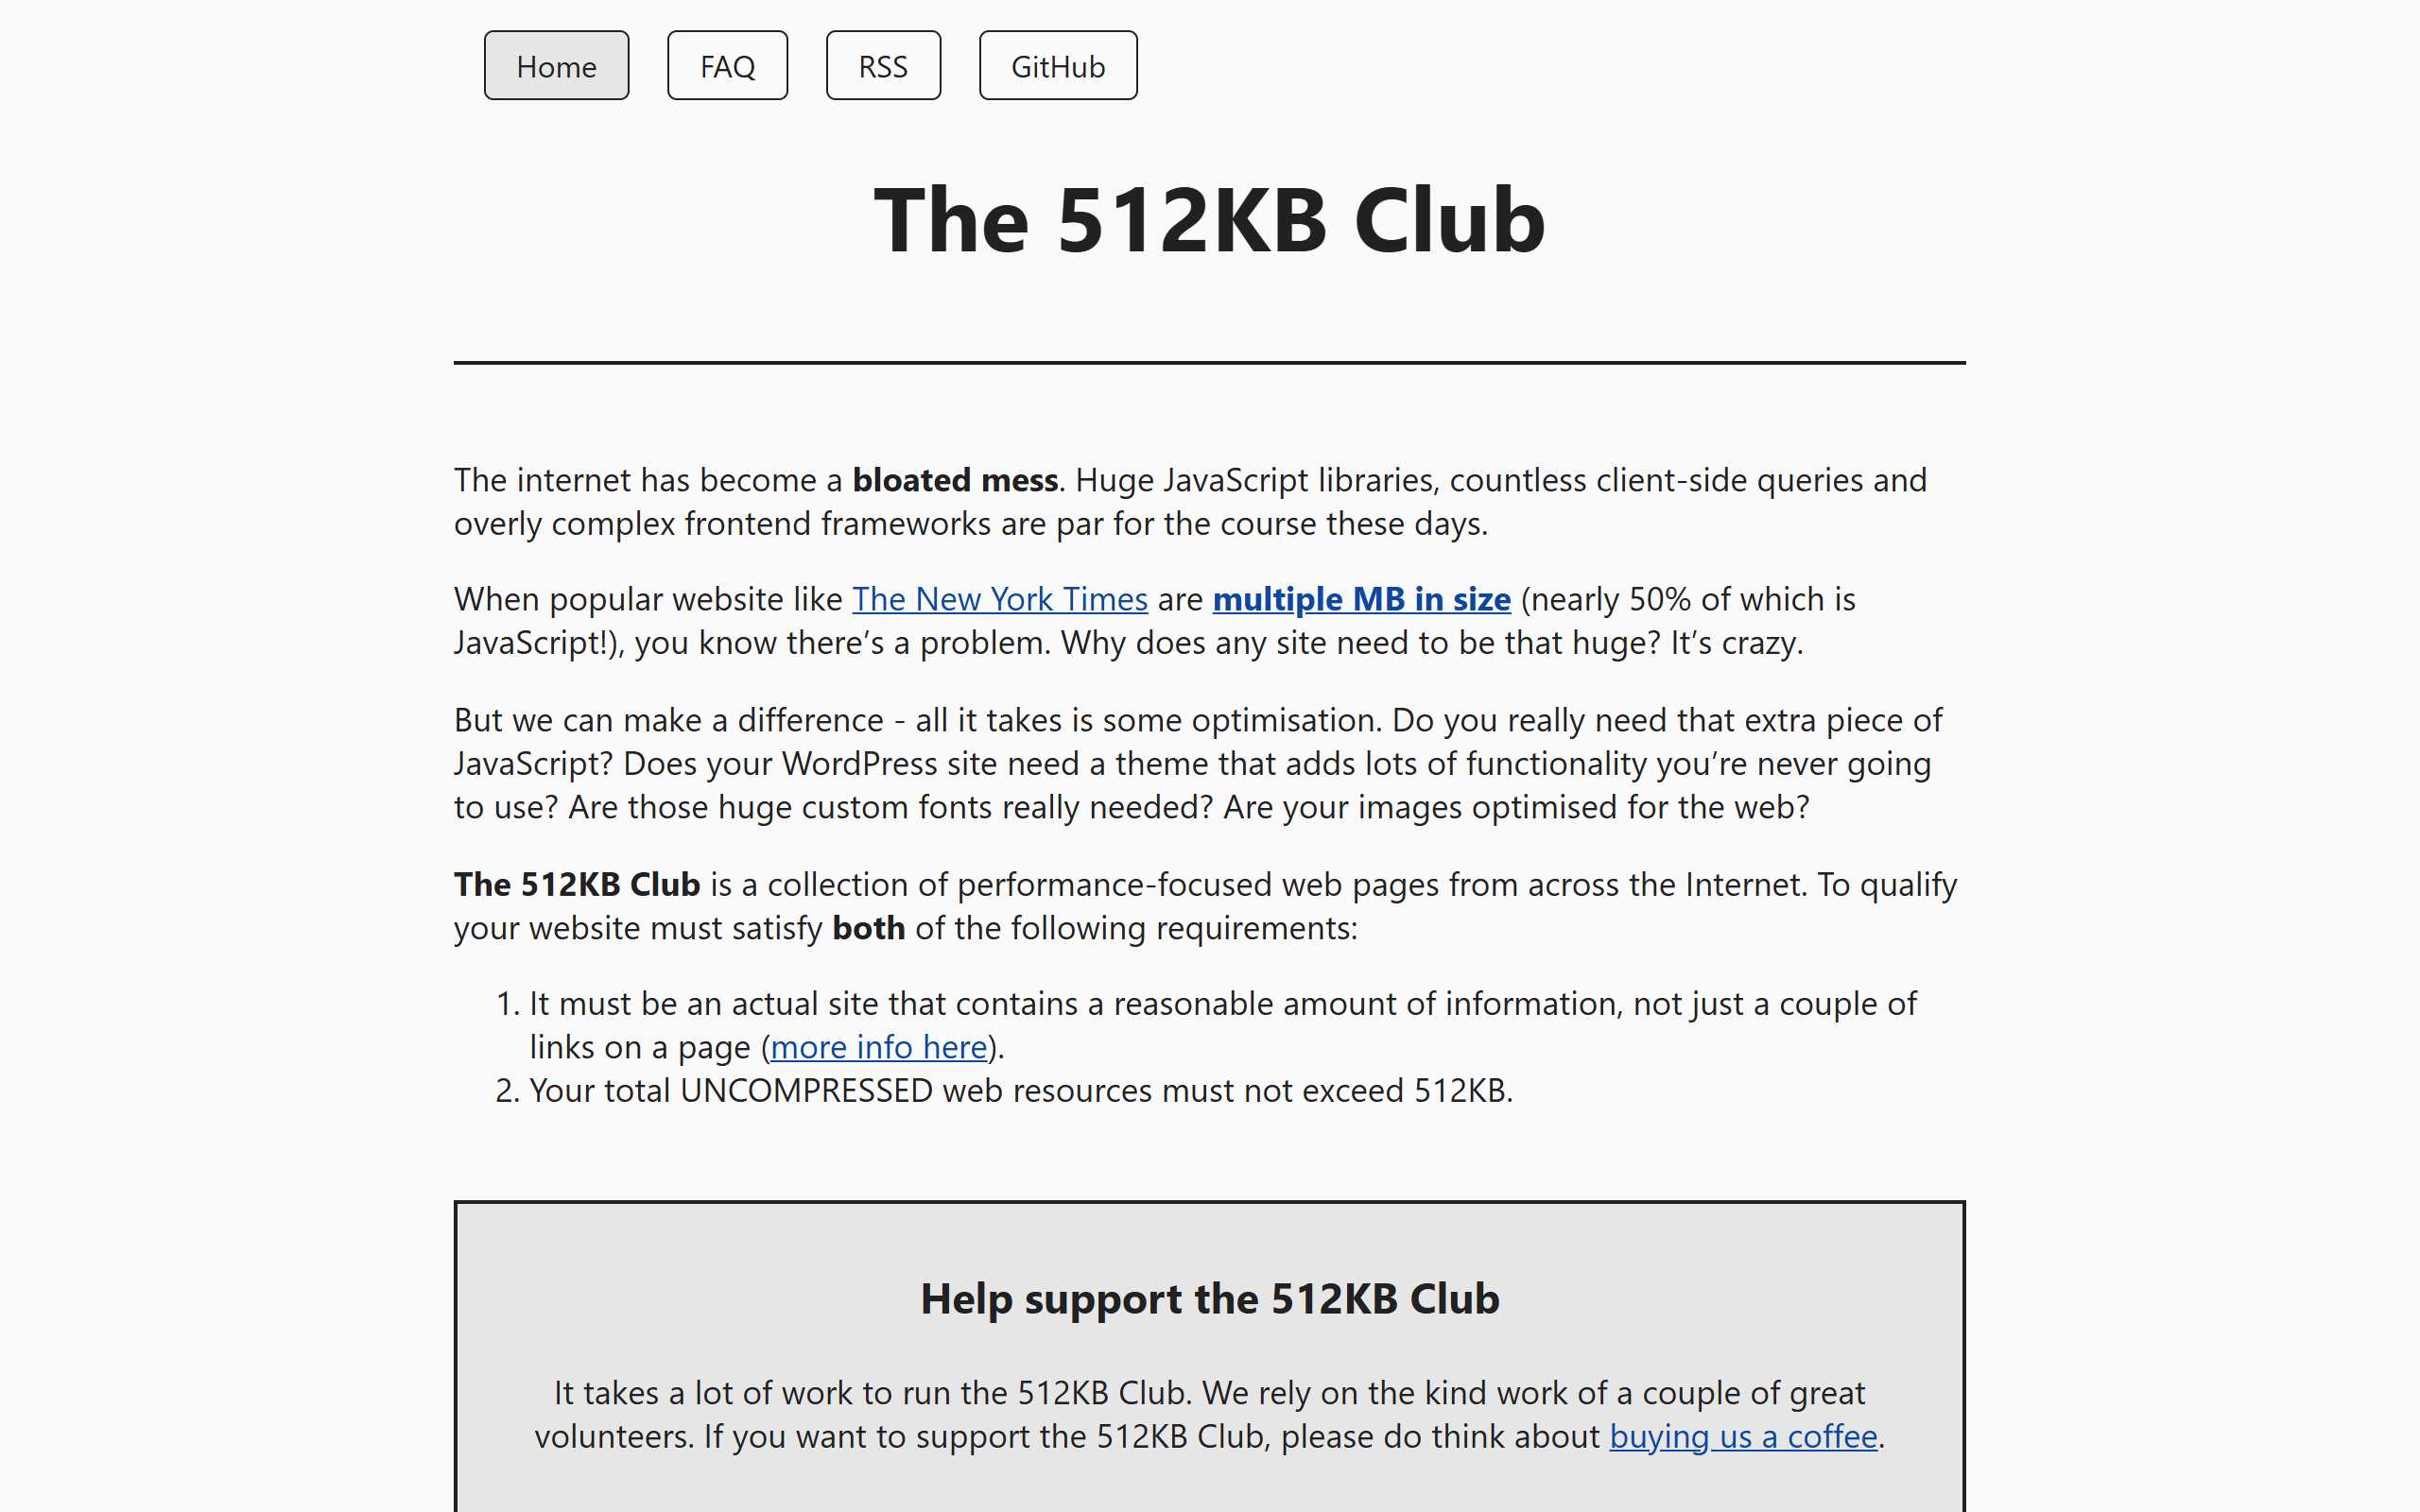 Home FAQ RSS GitHub
The 512KB Club
The internet has become a bloated mess. Huge JavaScript libraries, countless client-side queries and
overly complex frontend frameworks are par for the course these days.
When popular website like The New York Times are multiple MB in size (nearly 50% of which is
JavaScript!), you know there’s a problem. Why does any site need to be that huge? It’s crazy.
But we can make a difference - all it takes is some optimisation. Do you really need that extra piece of
JavaScript? Does your WordPress site need a theme that adds lots of functionality you’re never going
to use? Are those huge custom fonts really needed? Are your images optimised for the web?
The 512KB Club is a collection of performance-focused web pages from across the Internet. To qualify
your website must satisfy both of the following requirements:
1. It must be an actual site that contains a reasonable amount of information, not just a couple of
links on a page (more info here).
2. Your total UNCOMPRESSED web resources must not exceed 512KB.
Help support the 512KB Club
It takes a lot of work to run the 512KB Club. We rely on the kind work of a couple of great
volunteers. If you want to support the 512KB Club, please do think about buying us a coffee.